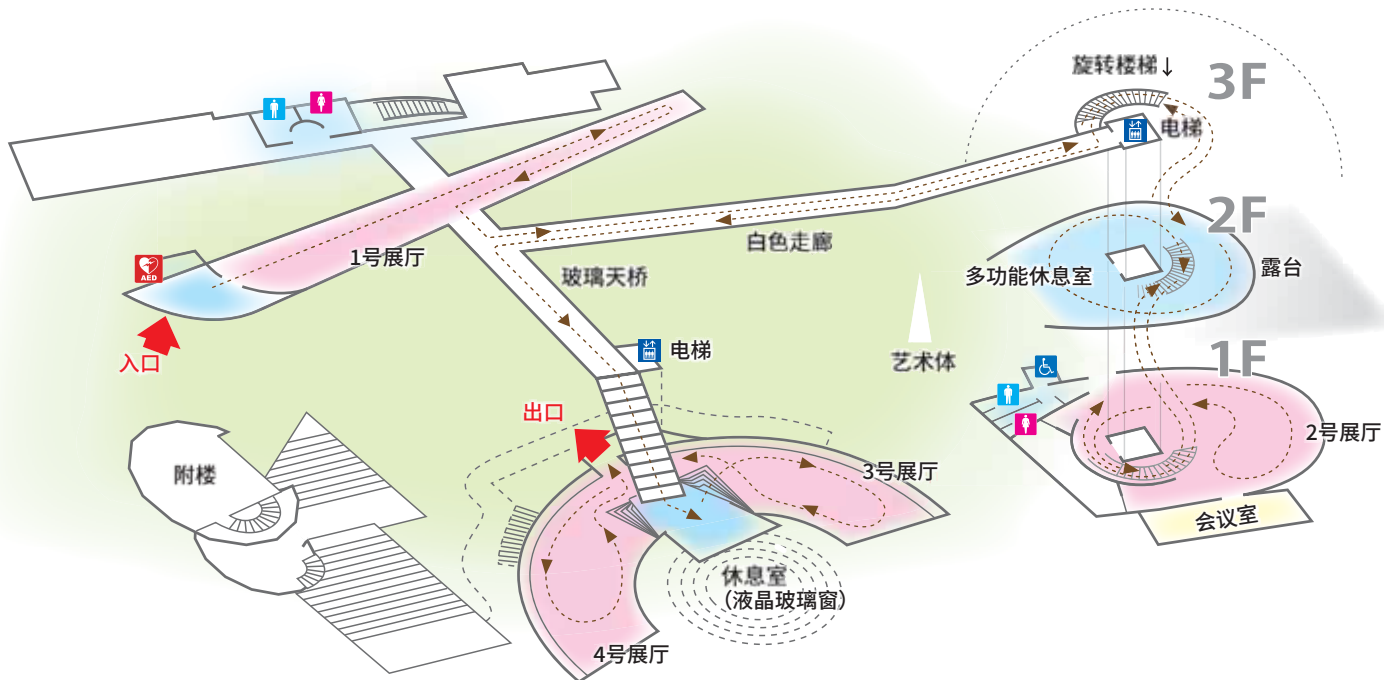 旋转楼梯↓
3F
电梯
2F
1号展厅
AED
白色走廊
玻璃天桥
多功能休息室
露台
入口
电梯
艺术体
1F
出口
2号展厅
附楼
3号展厅
会议室
休息室
（液晶玻璃窗）
4号展厅